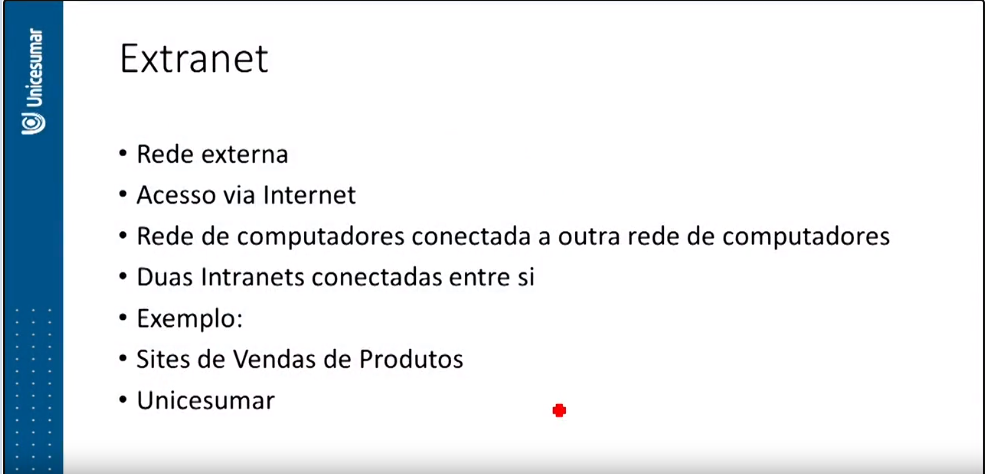 Unicesumar
Extranet
• Rede externa
• Acesso via Internet
• Rede de computadores conectada a outra rede de computadores
• Duas Intranets conectadas entre si
• Exemplo:
• Sites de Vendas de Produtos
• Unicesumar